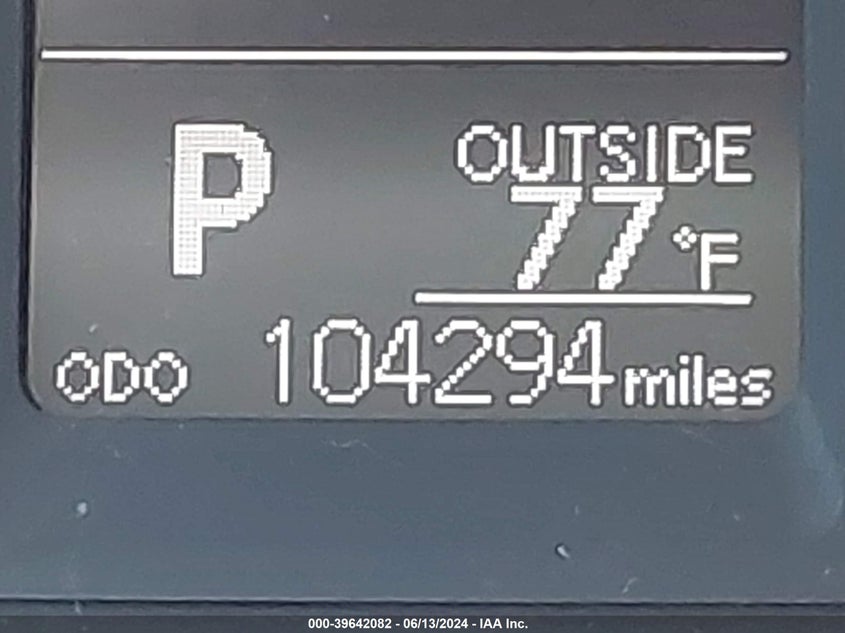 P
OUTSIDE
77°F
ODO 104294 miles
000-39642082 - 06/13/2024 - IAA Inc.